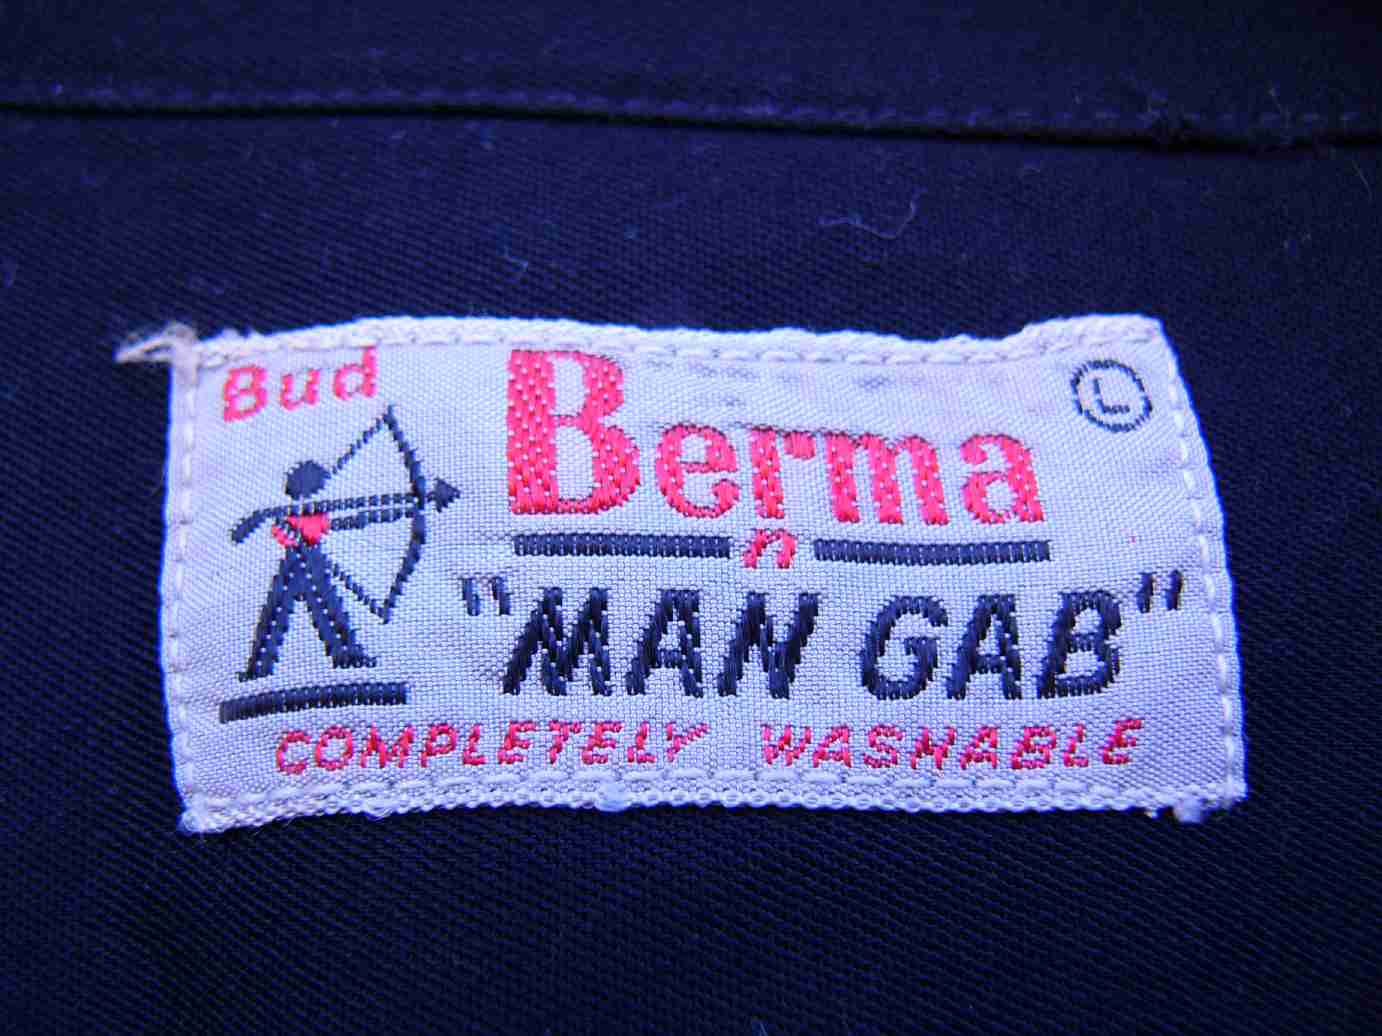 Bud
Berma
L
n
"MAN GAB"
COMPLETELY WASHABLE